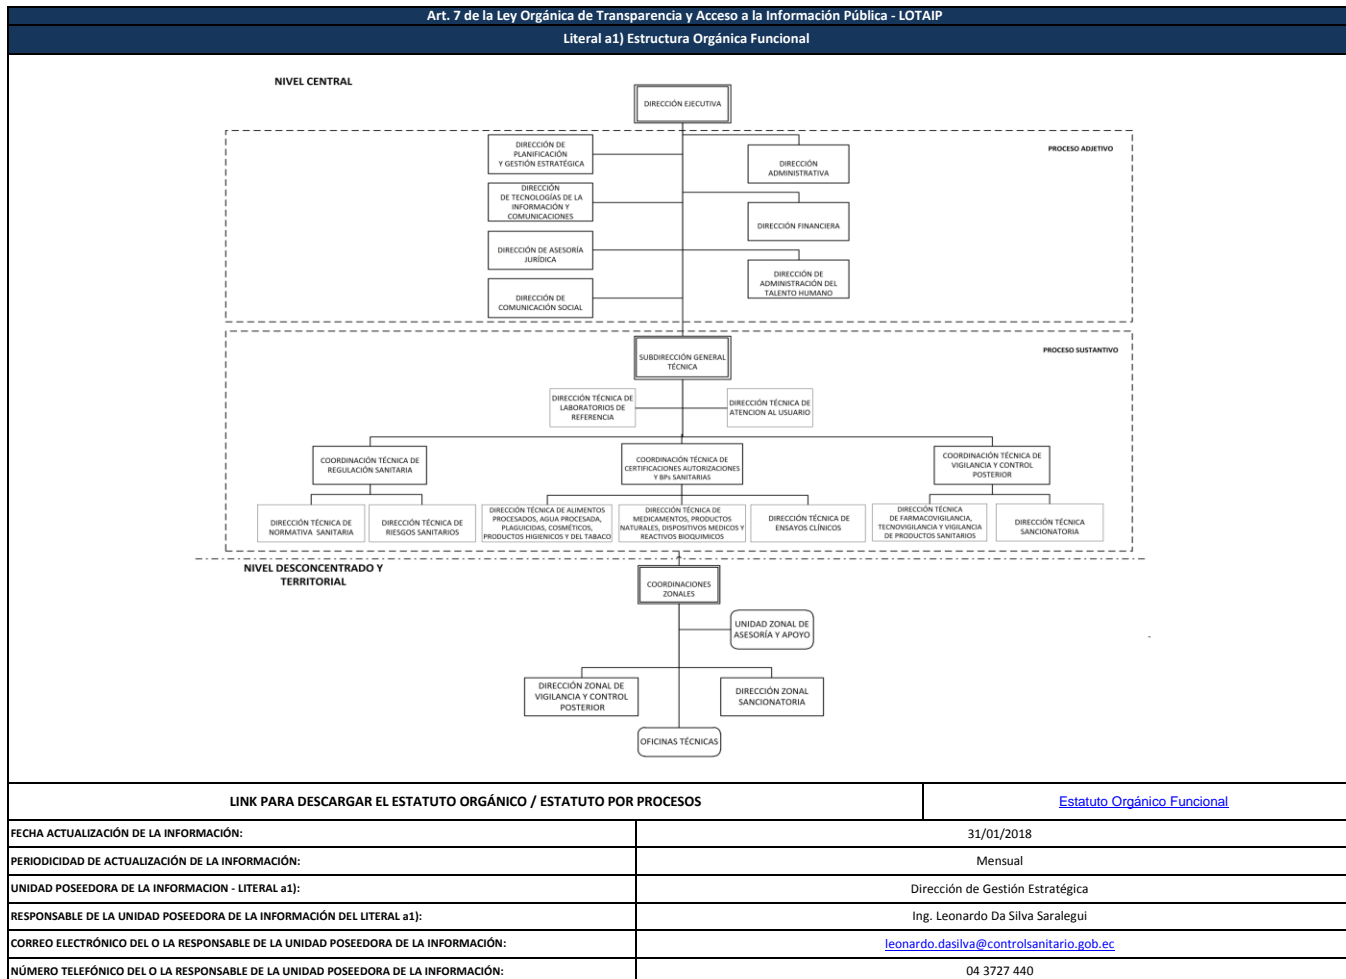 Art. 7 de la Ley Orgánica de Transparencia y Acceso a la Información Pública - LOTAIP
Literal a1) Estructura Orgánica Funcional
NIVEL CENTRAL
DIRECCIÓN EJECUTIVA
PROCESO ADJETIVO
DIRECCIÓN DE
PLANIFICACIÓN
Y GESTIÓN ESTRATÉGICA
DIRECCIÓN
ADMINISTRATIVA
DIRECCIÓN
DE TECNOLOGÍAS DE LA
INFORMACIÓN Y
COMUNICACIONES
DIRECCIÓN FINANCIERA
DIRECCIÓN DE ASESORÍA
JURÍDICA
DIRECCIÓN DE
ADMINISTRACIÓN DEL
TALENTO HUMANO
DIRECCIÓN DE
COMUNICACIÓN SOCIAL
PROCESO SUSTANTIVO
SUBDIRECCIÓN GENERAL
TÉCNICA
DIRECCIÓN TÉCNICA DE
LABORATORIOS DE
REFERENCIA
DIRECCIÓN TÉCNICA DE
ATENCION AL USUARIO
COORDINACIÓN TÉCNICA DE
REGULACIÓN SANITARIA
COORDINACIÓN TÉCNICA DE
CERTIFICACIONES AUTORIZACIONES
Y BPs SANITARIAS
COORDINACIÓN TÉCNICA DE
VIGILANCIA Y CONTROL
POSTERIOR
DIRECCIÓN TÉCNICA DE
NORMATIVA SANITARIA
DIRECCIÓN TÉCNICA DE
RIESGOS SANITARIOS
DIRECCIÓN TÉCNICA DE ALIMENTOS
PROCESADOS, AGUA PROCESADA,
PLAGUICIDAS, COSMÉTICOS,
PRODUCTOS HIGIENICOS Y DEL TABACO
DIRECCIÓN TÉCNICA DE
MEDICAMENTOS, PRODUCTOS
NATURALES, DISPOSITIVOS MEDICOS Y
REACTIVOS BIOQUIMICOS
DIRECCIÓN TÉCNICA DE
ENSAYOS CLÍNICOS
DIRECCIÓN TÉCNICA
DE FARMACOVIGILANCIA,
TECNOVIGILANCIA Y VIGILANCIA
DE PRODUCTOS SANITARIOS
DIRECCIÓN TÉCNICA
SANCIONATORIA
NIVEL DESCONCENTRADO Y
TERRITORIAL
COORDINACIONES
ZONALES
UNIDAD ZONAL DE
ASESORÍA Y APOYO
DIRECCIÓN ZONAL DE
VIGILANCIA Y CONTROL
POSTERIOR
DIRECCIÓN ZONAL
SANCIONATORIA
OFICINAS TÉCNICAS
LINK PARA DESCARGAR EL ESTATUTO ORGÁNICO / ESTATUTO POR PROCESOS
Estatuto Orgánico Funcional
FECHA ACTUALIZACIÓN DE LA INFORMACIÓN:
31/01/2018
PERIODICIDAD DE ACTUALIZACIÓN DE LA INFORMACIÓN:
Mensual
UNIDAD POSEEDORA DE LA INFORMACION - LITERAL a1):
Dirección de Gestión Estratégica
RESPONSABLE DE LA UNIDAD POSEEDORA DE LA INFORMACIÓN DEL LITERAL a1):
Ing. Leonardo Da Silva Saralegui
CORREO ELECTRÓNICO DEL O LA RESPONSABLE DE LA UNIDAD POSEEDORA DE LA INFORMACIÓN:
leonardo.dasilva@controlsanitario.gob.ec
NÚMERO TELEFÓNICO DEL O LA RESPONSABLE DE LA UNIDAD POSEEDORA DE LA INFORMACIÓN:
04 3727 440